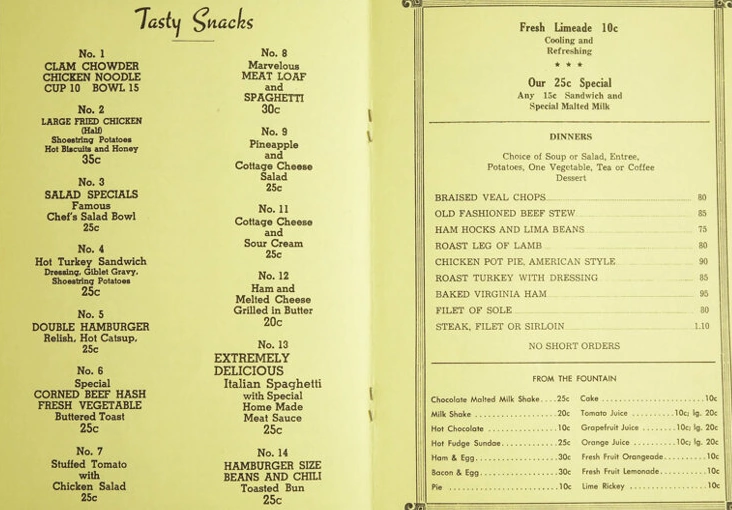 Tasty Snacks
No. 1
CLAM CHOWDER
CHICKEN NOODLE
CUP 10 BOWL 15
No. 2
LARGE FRIED CHICKEN
(Half)
Shoestring Potatoes
Hot Biscuits and Honey
35c
No. 3
SALAD SPECIALS
Famous
Chef's Salad Bowl
25c
No. 4
Hot Turkey Sandwich
Dressing, Giblet Gravy,
Shoestring Potatoes
25c
No. 5
DOUBLE HAMBURGER
Relish, Hot Catsup,
25c
No. 6
Special
CORNED BEEF HASH
FRESH VEGETABLE
Buttered Toast
25c
No. 7
Stuffed Tomato
with
Chicken Salad
25c
No. 8
Marvelous
MEAT LOAF
and
SPAGHETTI
30c
No. 9
Pineapple
and
Cottage Cheese
Salad
25c
No. 11
Cottage Cheese
and
Sour Cream
25c
No. 12
Ham and
Melted Cheese
Grilled in Butter
20c
No. 13
EXTREMELY
DELICIOUS
Italian Spaghetti
with Special
Home Made
Meat Sauce
25c
No. 14
HAMBURGER SIZE
BEANS AND CHILI
Toasted Bun
25c
Fresh Limeade 10c
Cooling and
Refreshing
* * *
Our 25c Special
Any 15c Sandwich and
Special Malted Milk
DINNERS
Choice of Soup or Salad, Entree,
Potatoes, One Vegetable, Tea or Coffee
Dessert
BRAISED VEAL CHOPS 80
OLD FASHIONED BEEF STEW 85
HAM HOCKS AND LIMA BEANS 75
ROAST LEG OF LAMB 80
CHICKEN POT PIE, AMERICAN STYLE 90
ROAST TURKEY WITH DRESSING 85
BAKED VIRGINIA HAM 95
FILET OF SOLE 80
STEAK, FILET OR SIRLOIN 1.10
NO SHORT ORDERS
FROM THE FOUNTAIN
Chocolate Malted Milk Shake....25c
Milk Shake ....................20c
Hot Chocolate .................10c
Hot Fudge Sundae...............25c
Ham & Egg......................30c
Bacon & Egg....................30c
Pie ...........................10c
Cake ..........................10c
Tomato Juice .........10c; lg. 20c
Grapefruit Juice .....10c; lg. 20c
Orange Juice .........10c; lg. 20c
Fresh Fruit Orangeade..........10c
Fresh Fruit Lemonade...........10c
Lime Rickey ...................10c